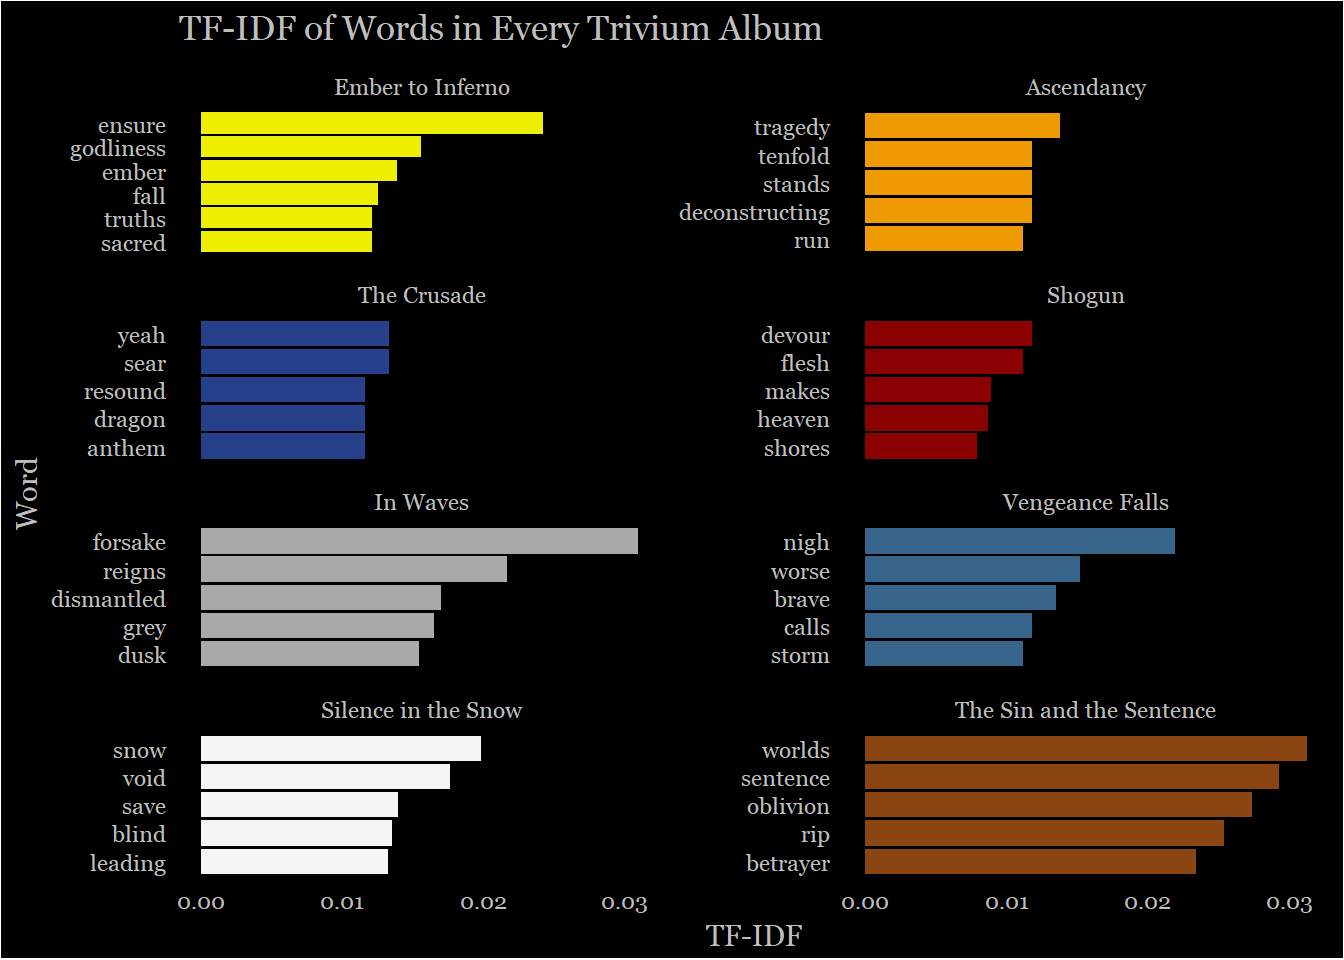 TF-IDF of Words in Every Trivium Album
Ember to Inferno
ensure
godliness
ember
fall
truths
sacred
Ascendancy
tragedy
tenfold
stands
deconstructing
run
The Crusade
yeah
sear
resound
dragon
anthem
Shogun
devour
flesh
makes
heaven
shores
Word
In Waves
forsake
reigns
dismantled
grey
dusk
Vengeance Falls
nigh
worse
brave
calls
storm
Silence in the Snow
snow
void
save
blind
leading
The Sin and the Sentence
worlds
sentence
oblivion
rip
betrayer
0.00 0.01 0.02 0.03
0.00 0.01 0.02 0.03
TF-IDF